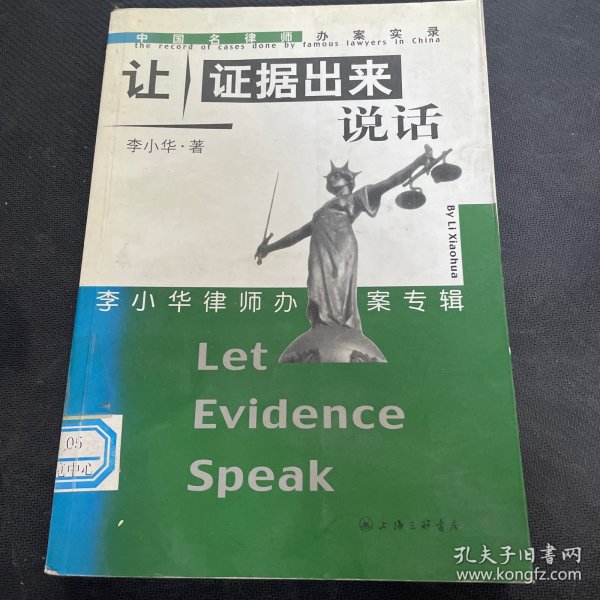 中国名律师办案实录
the record of cases done by famous lawyers in China
让证据出来
说话
李小华·著
By Li Xiaohua
李小华律师办案专辑
Let
Evidence
Speak
05
中心
上海三联书店
孔夫子旧书网
www.kongfz.com